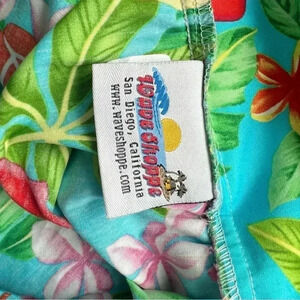 Wave Shoppe
San Diego, California
www.waveshoppe.com